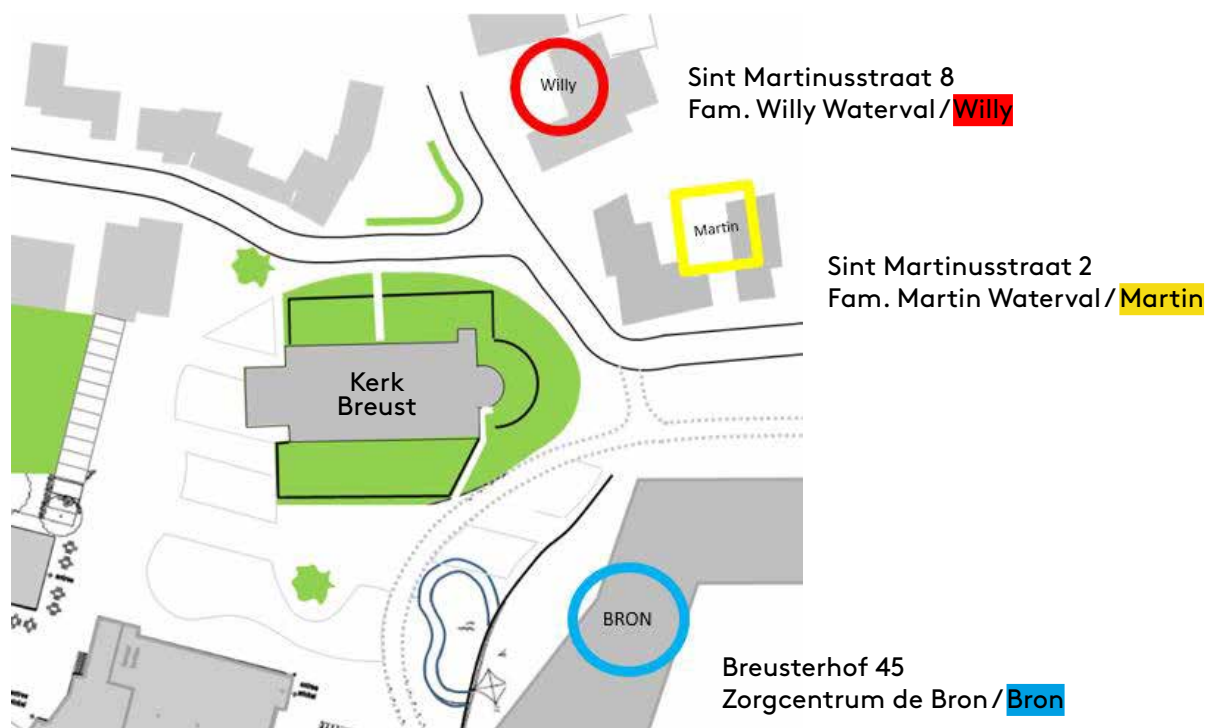 Willy
Sint Martinusstraat 8
Fam. Willy Waterval / Willy
Martin
Sint Martinusstraat 2
Fam. Martin Waterval / Martin
Kerk
Breust
BRON
Breusterhof 45
Zorgcentrum de Bron / Bron